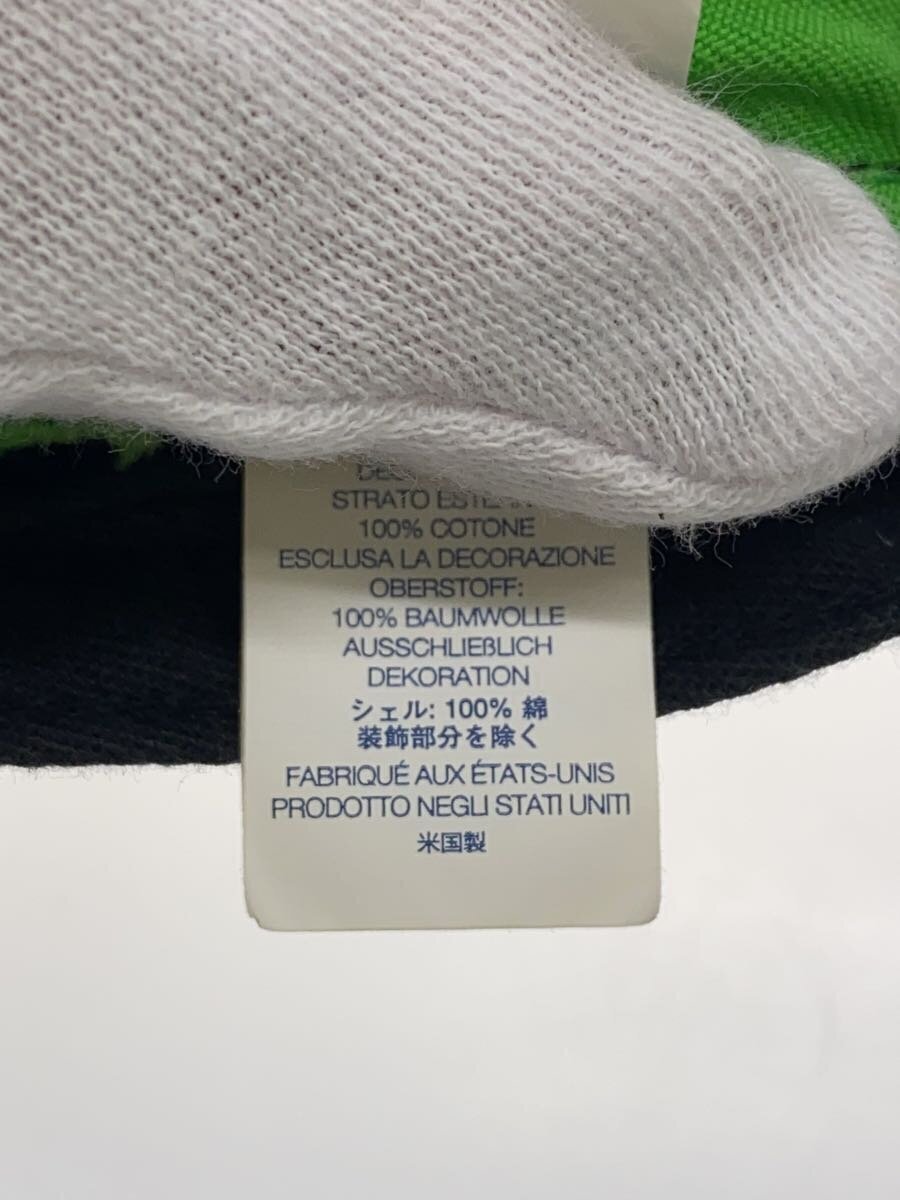 STRATO
100% COTONE
ESCLUSA LA DECORAZIONE
OBERSTOFF:
100% BAUMWOLLE
AUSSCHLIEßLICH
DEKORATION
シェル: 100% 綿
装飾部分を除く
FABRIQUÉ AUX ÉTATS-UNIS
PRODOTTO NEGLI STATI UNITI
米国製